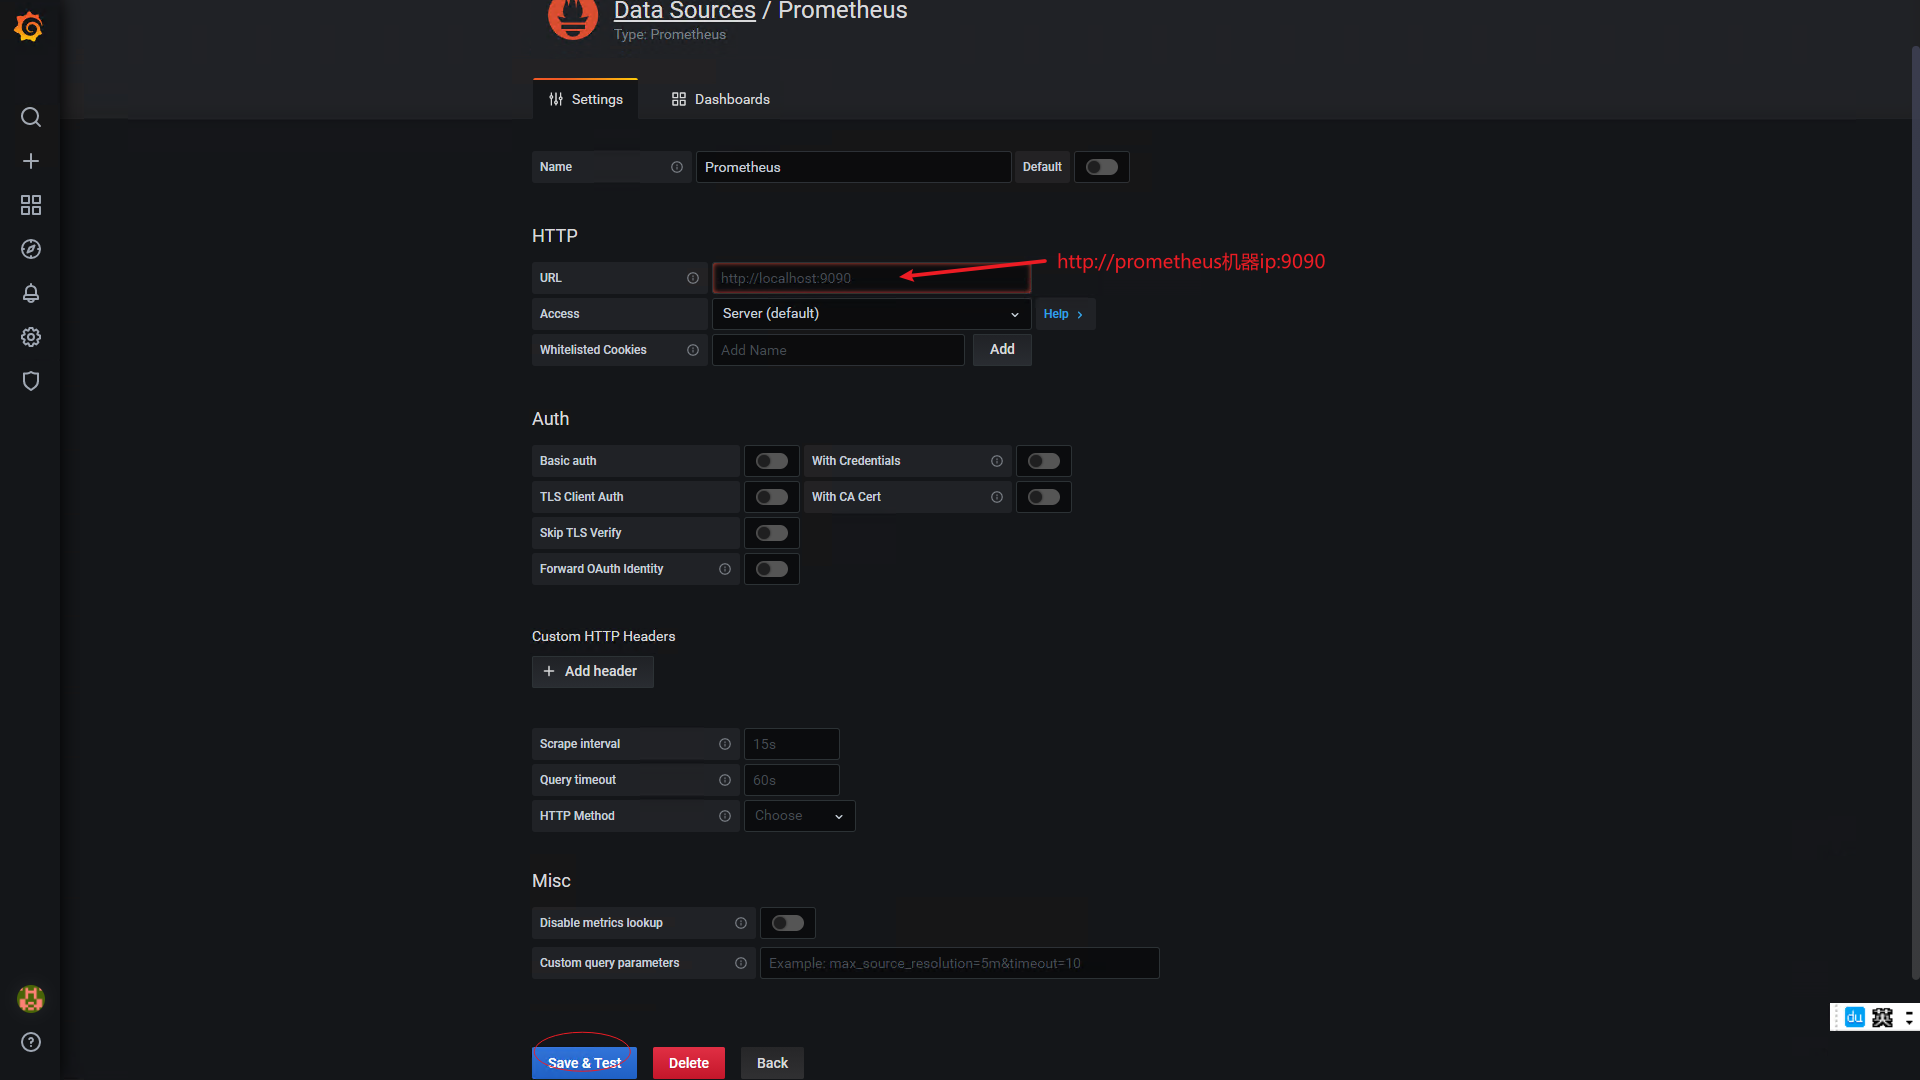 Data Sources / Prometheus
Type: Prometheus
Settings
Dashboards
Name
Prometheus
Default
HTTP
URL
http://localhost:9090
http://prometheus机器ip:9090
Access
Server (default)
Help
Whitelisted Cookies
Add Name
Add
Auth
Basic auth
With Credentials
TLS Client Auth
With CA Cert
Skip TLS Verify
Forward OAuth Identity
Custom HTTP Headers
Add header
Scrape interval
15s
Query timeout
60s
HTTP Method
Choose
Misc
Disable metrics lookup
Custom query parameters
Example: max_source_resolution=5m&timeout=10
du 英
Save & Test
Delete
Back